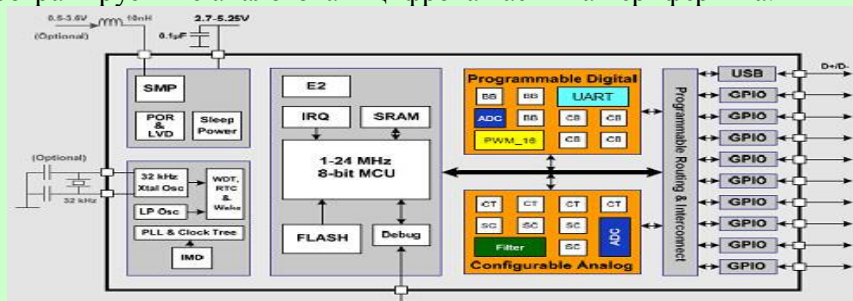 0.5-3.6V
10nH
2.7-5.25V
(Optional)
0.1µF
SMP
POR
&
LVD
Sleep
Power
E2
IRQ
SRAM
1-24 MHz
8-bit MCU
FLASH
Debug
Programmable Digital
BB
BB
UART
ADC
BB
CB
CB
PWM_16
CB
CB
Programmable Routing & Interconnect
USB
D+/D-
GPIO
GPIO
GPIO
GPIO
GPIO
GPIO
GPIO
GPIO
GPIO
(Optional)
32 kHz
32 kHz
Xtal Osc
WDT,
RTC
&
Wake
LP Osc
PLL & Clock Tree
IMO
CT
CT
CT
CT
SC
SC
SC
ADC
Filter
SC
Configurable Analog